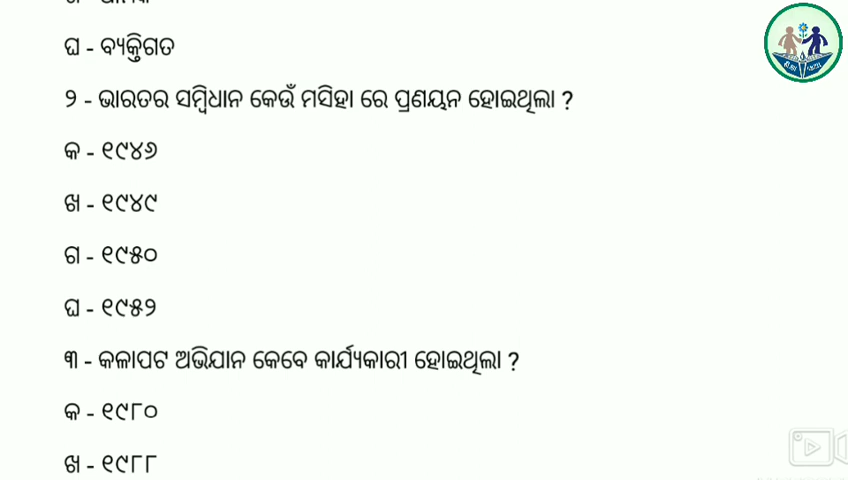 ଘ - ବ୍ୟକ୍ତିଗତ
୨ - ଭାରତର ସମ୍ବିଧାନ କେଉଁ ମସିହା ରେ ପ୍ରଣୟନ ହୋଇଥିଲା ?
କ - ୧୯୪୬
ଖ - ୧୯୪୯
ଗ - ୧୯୫୦
ଘ - ୧୯୫୨
୩ - କଳାପଟ ଅଭିଯାନ କେବେ କାର୍ଯ୍ୟକାରୀ ହୋଇଥିଲା ?
କ - ୧୯୮୦
ଖ - ୧୯୮୮